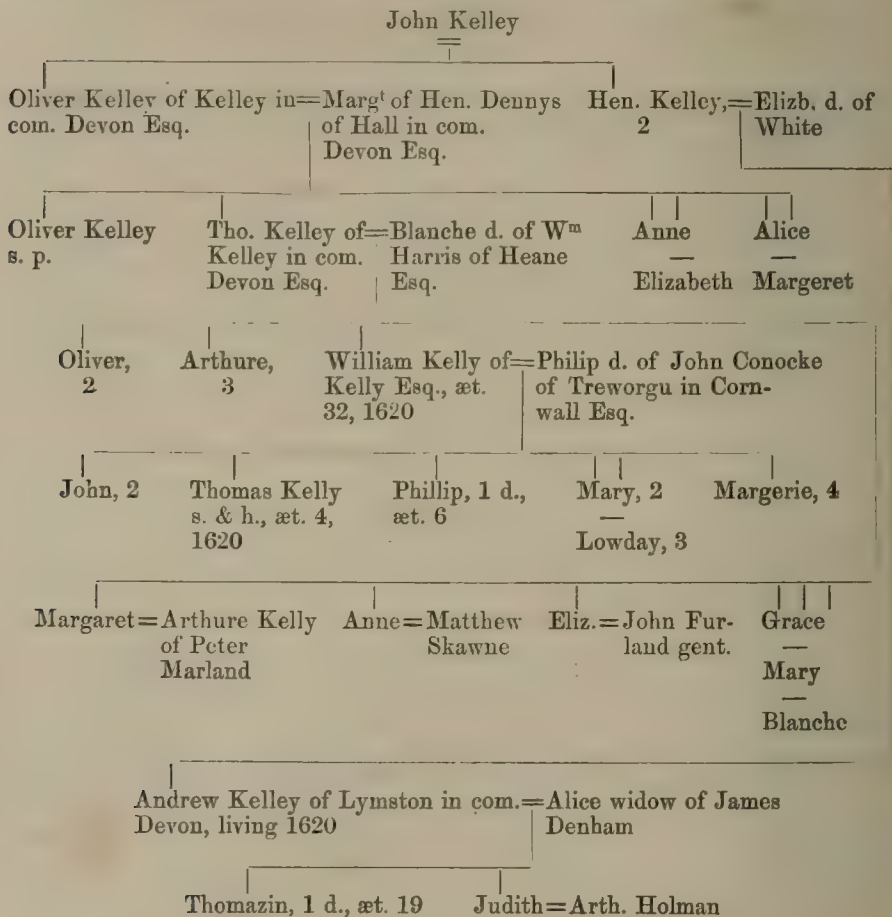 John Kelley
Oliver Kelley of Kelley in=Margᵗ of Hen. Dennys Hen. Kelley,=Elizb. d. of
com. Devon Esq. of Hall in com. 2 White
Devon Esq.
Oliver Kelley Tho. Kelley of=Blanche d. of Wᵐ Anne Alice
s. p. Kelley in com. Harris of Heane — —
Devon Esq. Esq. Elizabeth Margeret
Oliver, Arthure, William Kelly of=Philip d. of John Conocke
2 3 Kelly Esq., æt. of Treworgu in Corn-
32, 1620 wall Esq.
John, 2 Thomas Kelly Phillip, 1 d., Mary, 2 Margerie, 4
s. & h., æt. 4, æt. 6 —
1620 Lowday, 3
Margaret=Arthure Kelly Anne=Matthew Eliz.=John Fur- Grace
of Peter Skawne land gent. —
Marland Mary
—
Blanche
Andrew Kelley of Lymston in com.=Alice widow of James
Devon, living 1620 Denham
Thomazin, 1 d., æt. 19 Judith=Arth. Holman